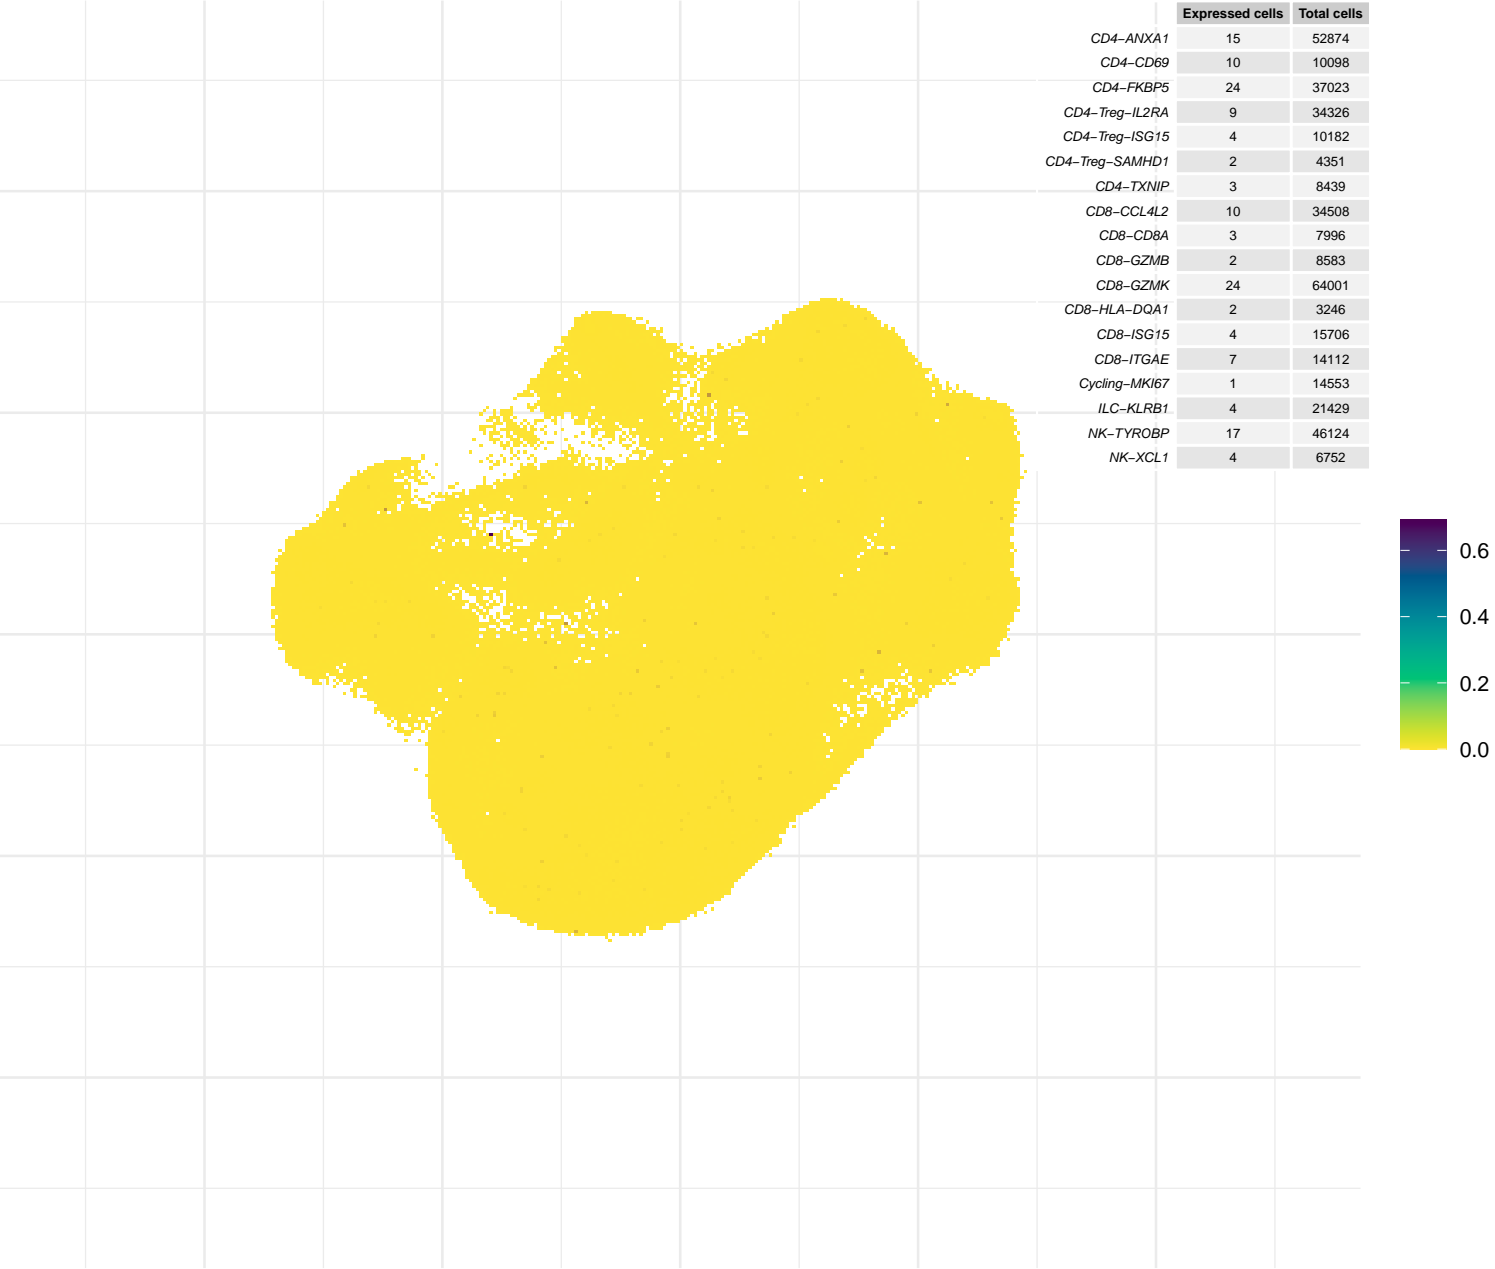 Expressed cells Total cells
CD4−ANXA1 15 52874
CD4−CD69 10 10098
CD4−FKBP5 24 37023
CD4−Treg−IL2RA 9 34326
CD4−Treg−ISG15 4 10182
CD4−Treg−SAMHD1 2 4351
CD4−TXNIP 3 8439
CD8−CCL4L2 10 34508
CD8−CD8A 3 7996
CD8−GZMB 2 8583
CD8−GZMK 24 64001
CD8−HLA−DQA1 2 3246
CD8−ISG15 4 15706
CD8−ITGAE 7 14112
Cycling−MKI67 1 14553
ILC−KLRB1 4 21429
NK−TYROBP 17 46124
NK−XCL1 4 6752
0.6
0.4
0.2
0.0